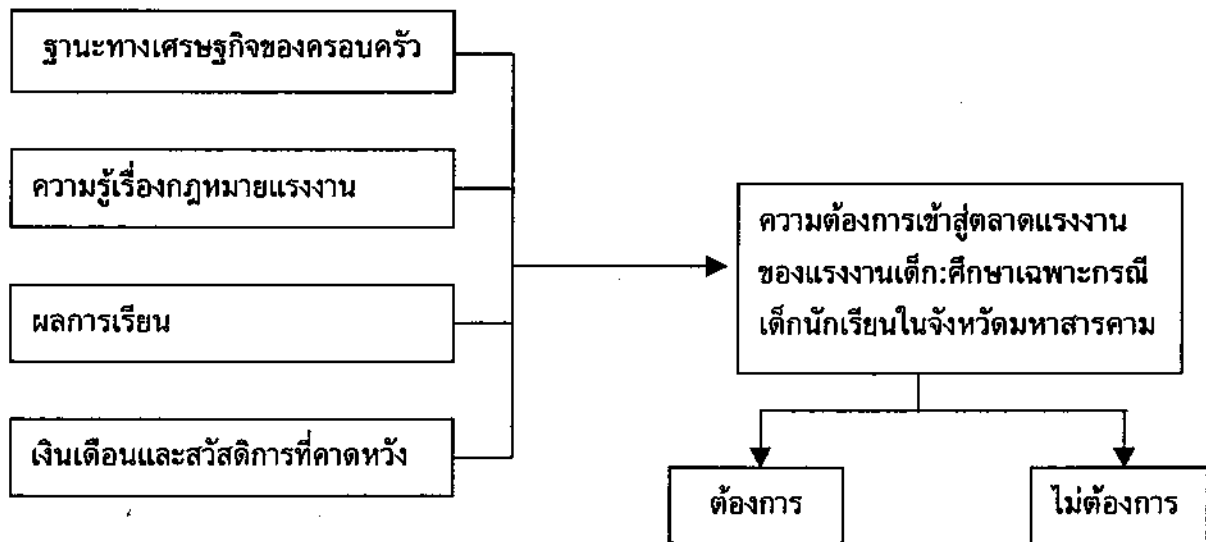 ฐานะทางเศรษฐกิจของครอบครัว
ความรู้เรื่องกฎหมายแรงงาน
ผลการเรียน
เงินเดือนและสวัสดิการที่คาดหวัง
ความต้องการเข้าสู่ตลาดแรงงาน
ของแรงงานเด็ก:ศึกษาเฉพาะกรณี
เด็กนักเรียนในจังหวัดมหาสารคาม
ต้องการ
ไม่ต้องการ